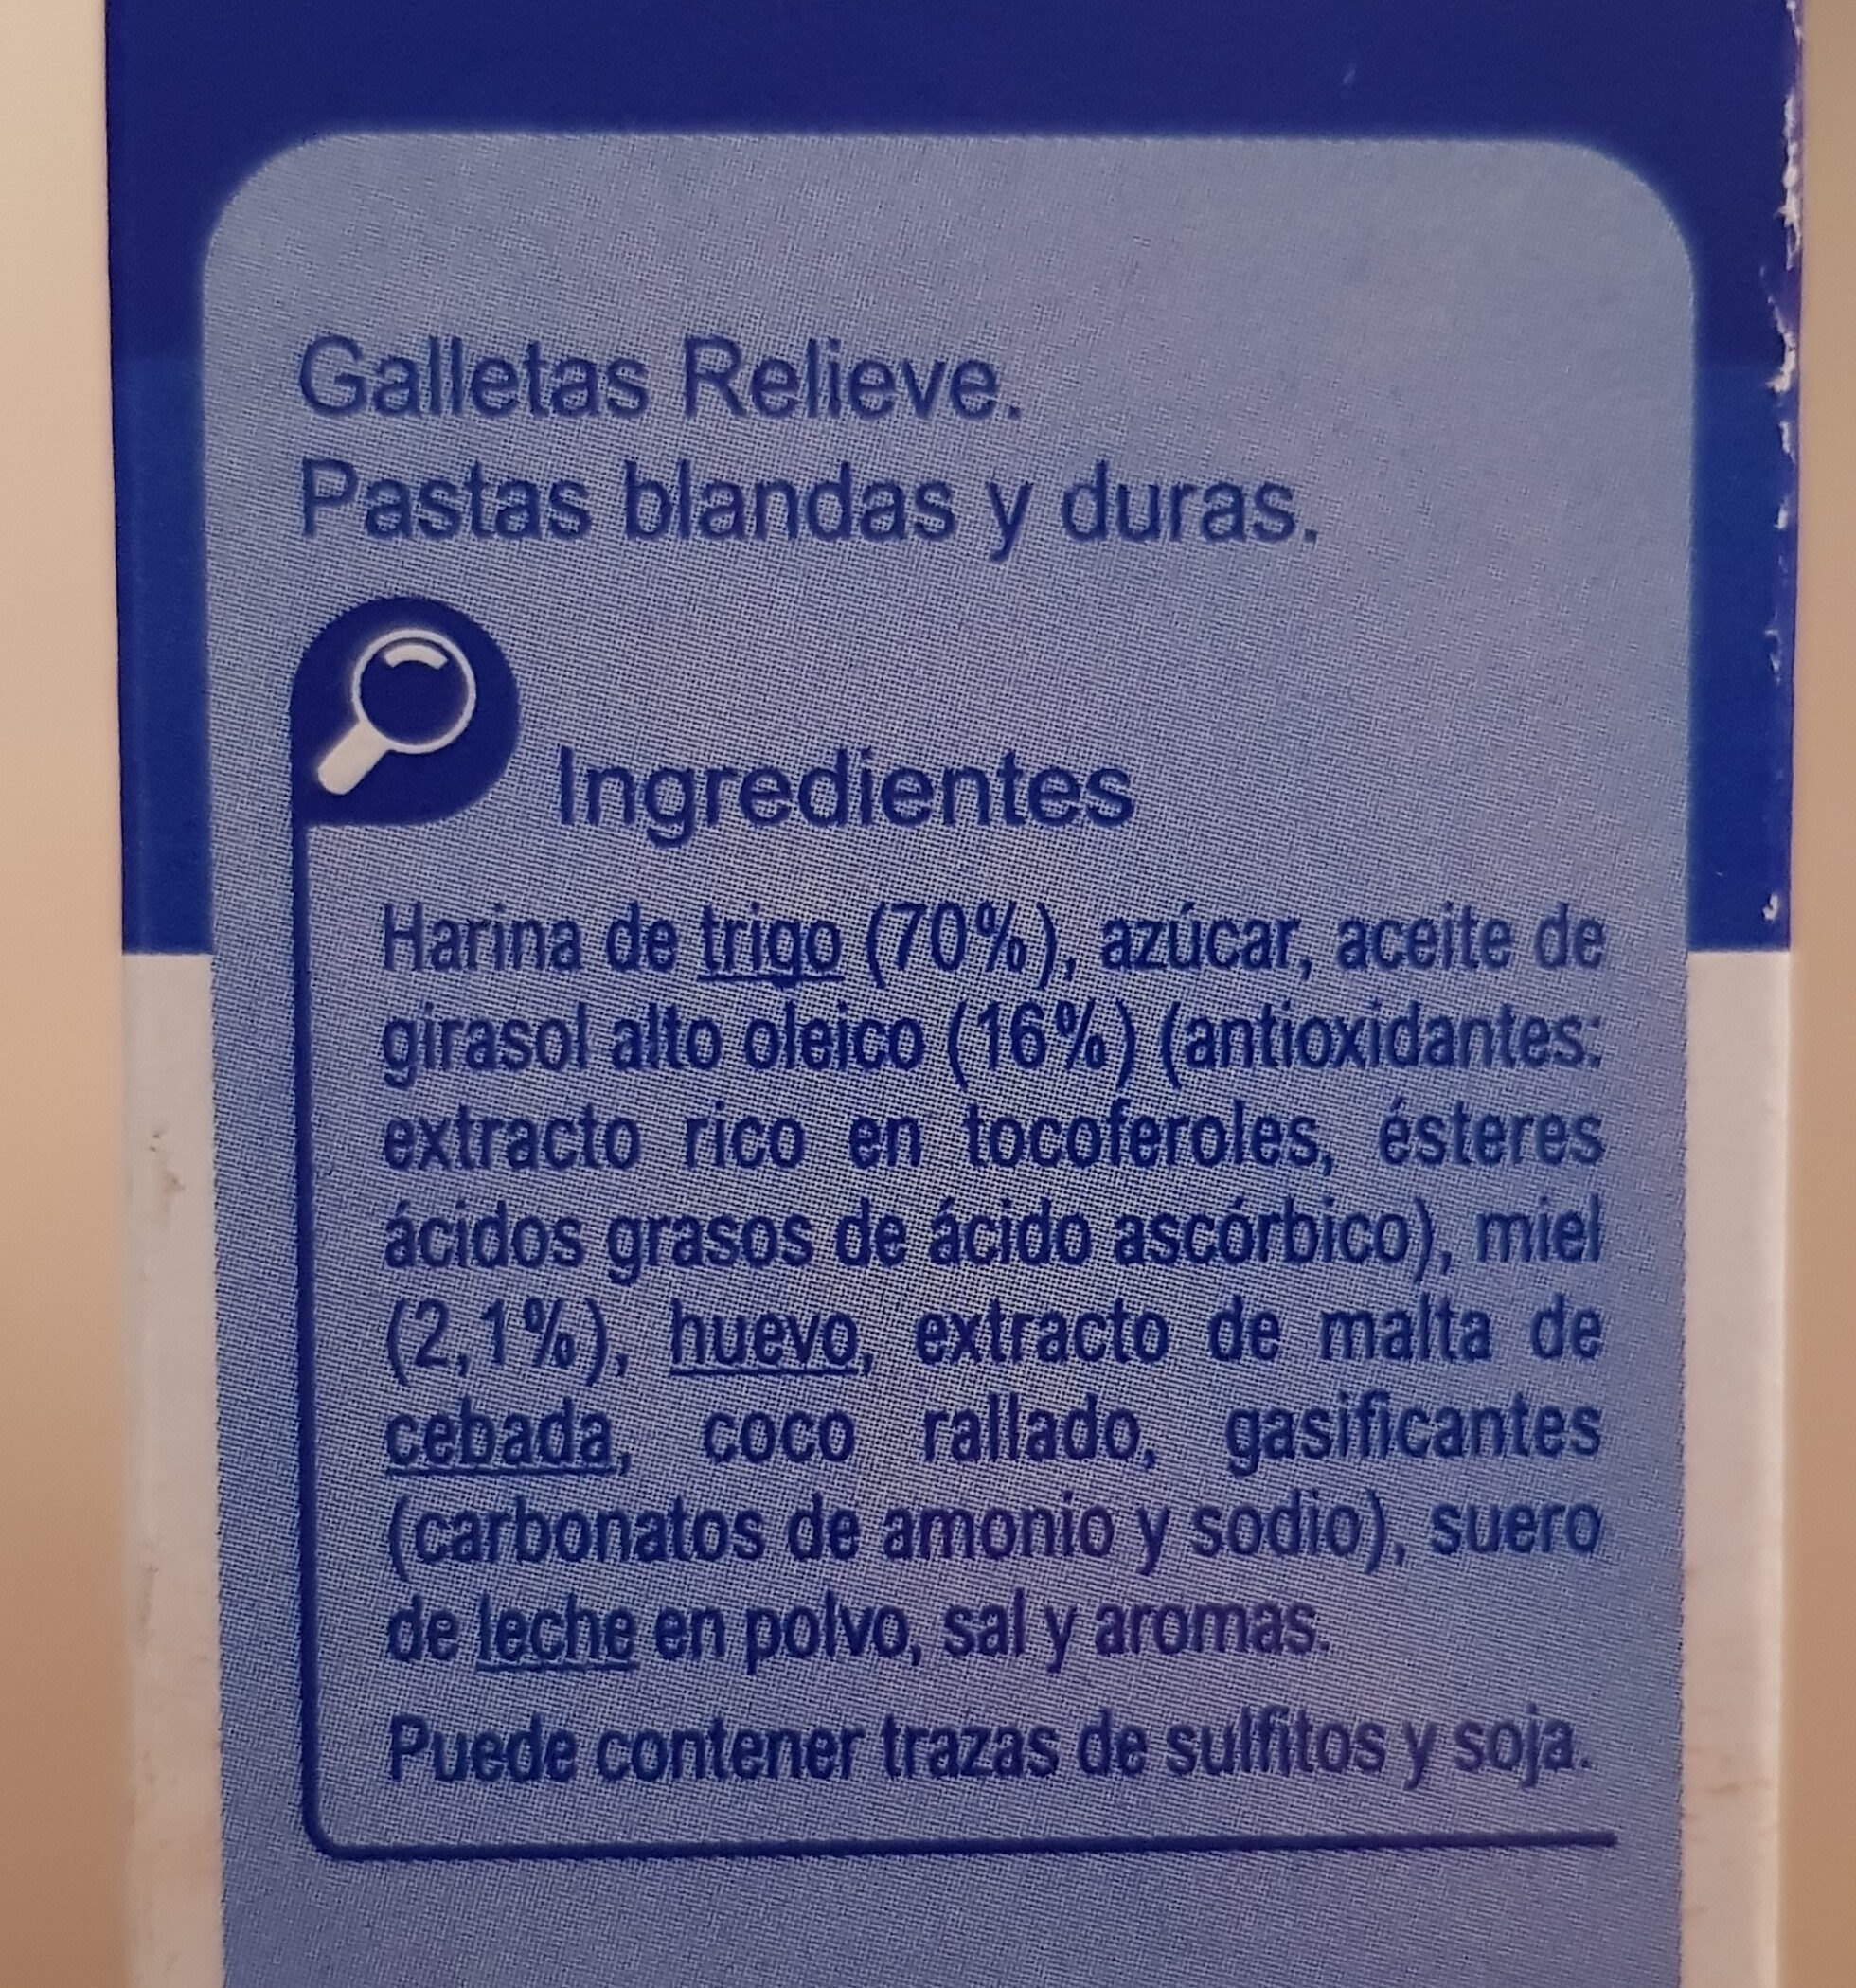 Galletas Relieve.
Pastas blandas y duras.
Ingredientes
Harina de trigo (70%), azúcar, aceite de
girasol alto oleico (16%) (antioxidantes:
extracto rico en tocoferoles, ésteres
ácidos grasos de ácido ascórbico), miel
(2,1%), huevo, extracto de malta de
cebada, coco rallado, gasificantes
(carbonatos de amonio y sodio), suero
de leche en polvo, sal y aromas.
Puede contener trazas de sulfitos y soja.